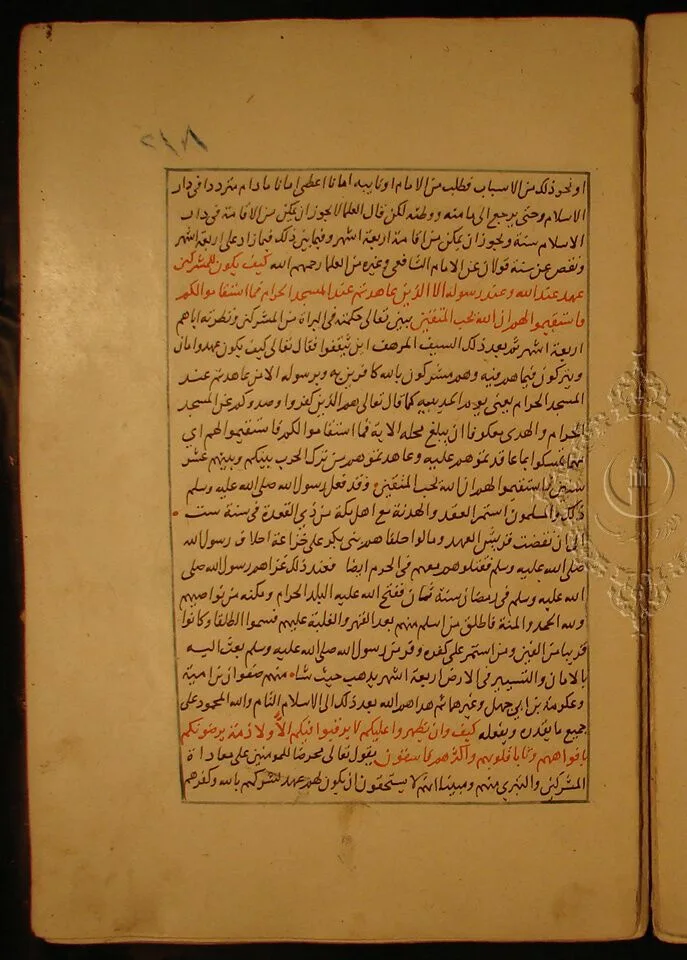 او نحو ذلك من الاسباب فطلب من الامام او نايبه امانا اعطى امانا ما دام مترددا في دار
الاسلام وحتى يرجع الى مامنه ووطنه لكن قال العلما لا يجوز ان يمكن من الاقامة في دار
الاسلام سنة ويجوز ان يمكن من اقامة اربعة اشهر وفيما بين ذلك فيما زاد على اربعة اشهر
ونقص عن سنة قولان عن الامام الشافعي وغيره من العلما رحمهم الله كيف يكون للمشركين
عهد عند الله وعند رسوله الا الذين عاهدتم عند المسجد الحرام فما استقاموا لكم
فاستقيموا لهم ان الله يحب المتقين يبين تعالى حكمته في البراة من المشركين ونظرته اياهم
اربعة اشهر ثم بعد ذلك السيف المرهف اين ثقفوا فقال تعالى كيف يكون عهد وامان
ويتركون فيما هم فيه وهم مشركون بالله كافرين به وبرسوله الا الذين عاهدتم عند
المسجد الحرام يعني يوم الحديبيه كما قال تعالى هم الذين كفروا وصدوكم عن المسجد
الحرام والهدى معكوفا ان يبلغ محله الاية فما استقاموا لكم فاستقيموا لهم اي
مهما تمسكوا بما عاقدتموهم عليه وعاهدتموهم من ترك الحرب بينكم وبينهم عشر
سنين فاستقيموا لهم ان الله يحب المتقين وقد فعل رسول الله صلى الله عليه وسلم
ذلك والمسلمون استمر العقد والهدنة مع اهل مكة من ذي القعدة في سنة ست
الى ان نقضت قريش العهد ومالوا حلفاهم بني بكر على خزاعة احلاف رسول الله
صلى الله عليه وسلم فقتلوهم معهم في الحرم ايضا فعند ذلك غزاهم رسول الله صلى
الله عليه وسلم في رمضان سنة ثمان ففتح الله عليه البلد الحرام ومكنه من نواصيهم
ولله الحمد والمنة فاطلق من اسلم منهم بعد القهر والغلبة عليهم فسموا الطلقا وكانوا
قريبا من الفين ومن استمر على كفره وفر من رسول الله صلى الله عليه وسلم بعث اليه
بالامان والتسيير في الارض اربعة اشهر يذهب حيث شاء منهم صفوان بن امية
وعكرمة بن ابي جهل وغيرهما ثم هداهم الله بعد ذلك الى الاسلام التام والله المحمود على
جميع ما يقدره ويفعله كيف وان يظهروا عليكم لا يرقبوا فيكم الا ولا ذمة يرضونكم
بافواههم وتابى قلوبهم واكثرهم فاسقون يقول تعالى محرضا للمومنين على معاداة
المشركين والتبري منهم ومبينا انهم لا يستحقون ان يكون لهم عهد لشركهم بالله وكفرهم